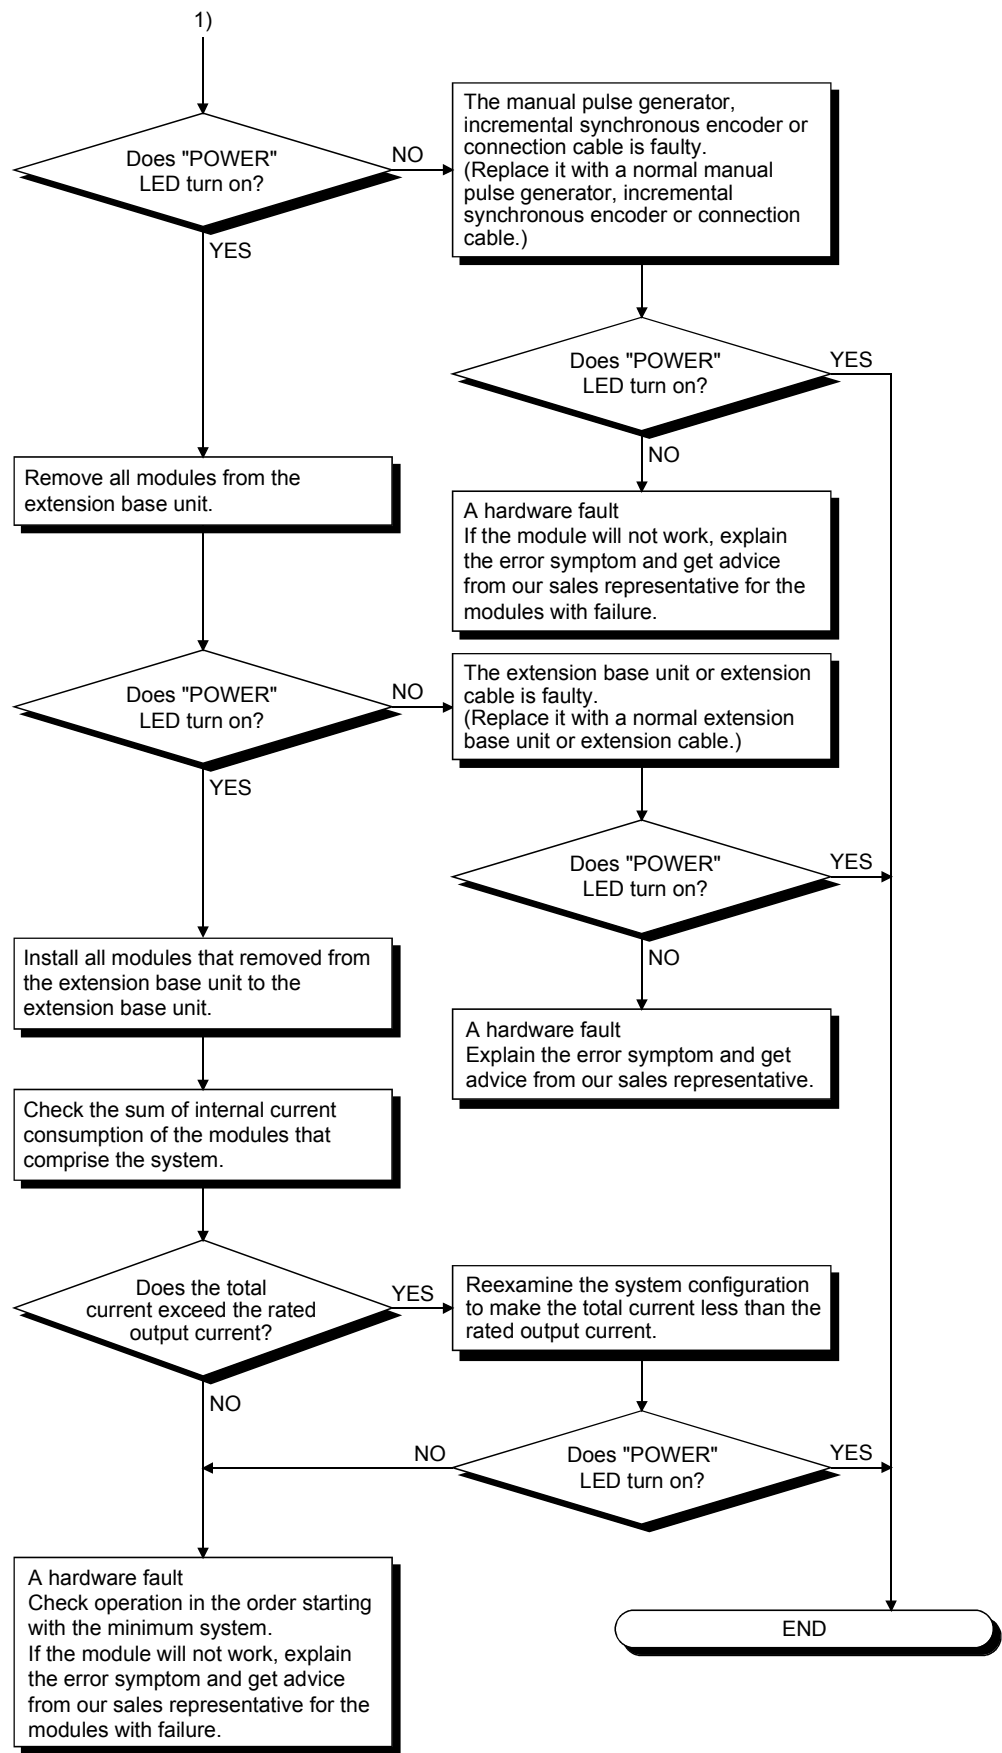 1)
Does "POWER"
LED turn on?
NO
YES
The manual pulse generator,
incremental synchronous encoder or
connection cable is faulty.
(Replace it with a normal manual
pulse generator, incremental
synchronous encoder or connection
cable.)
Does "POWER"
LED turn on?
YES
NO
A hardware fault
If the module will not work, explain
the error symptom and get advice
from our sales representative for the
modules with failure.
Remove all modules from the
extension base unit.
Does "POWER"
LED turn on?
NO
YES
The extension base unit or extension
cable is faulty.
(Replace it with a normal extension
base unit or extension cable.)
Does "POWER"
LED turn on?
YES
NO
A hardware fault
Explain the error symptom and get
advice from our sales representative.
Install all modules that removed from
the extension base unit to the
extension base unit.
Check the sum of internal current
consumption of the modules that
comprise the system.
Does the total
current exceed the rated
output current?
YES
NO
Reexamine the system configuration
to make the total current less than the
rated output current.
Does "POWER"
LED turn on?
NO
YES
A hardware fault
Check operation in the order starting
with the minimum system.
If the module will not work, explain
the error symptom and get advice
from our sales representative for the
modules with failure.
END